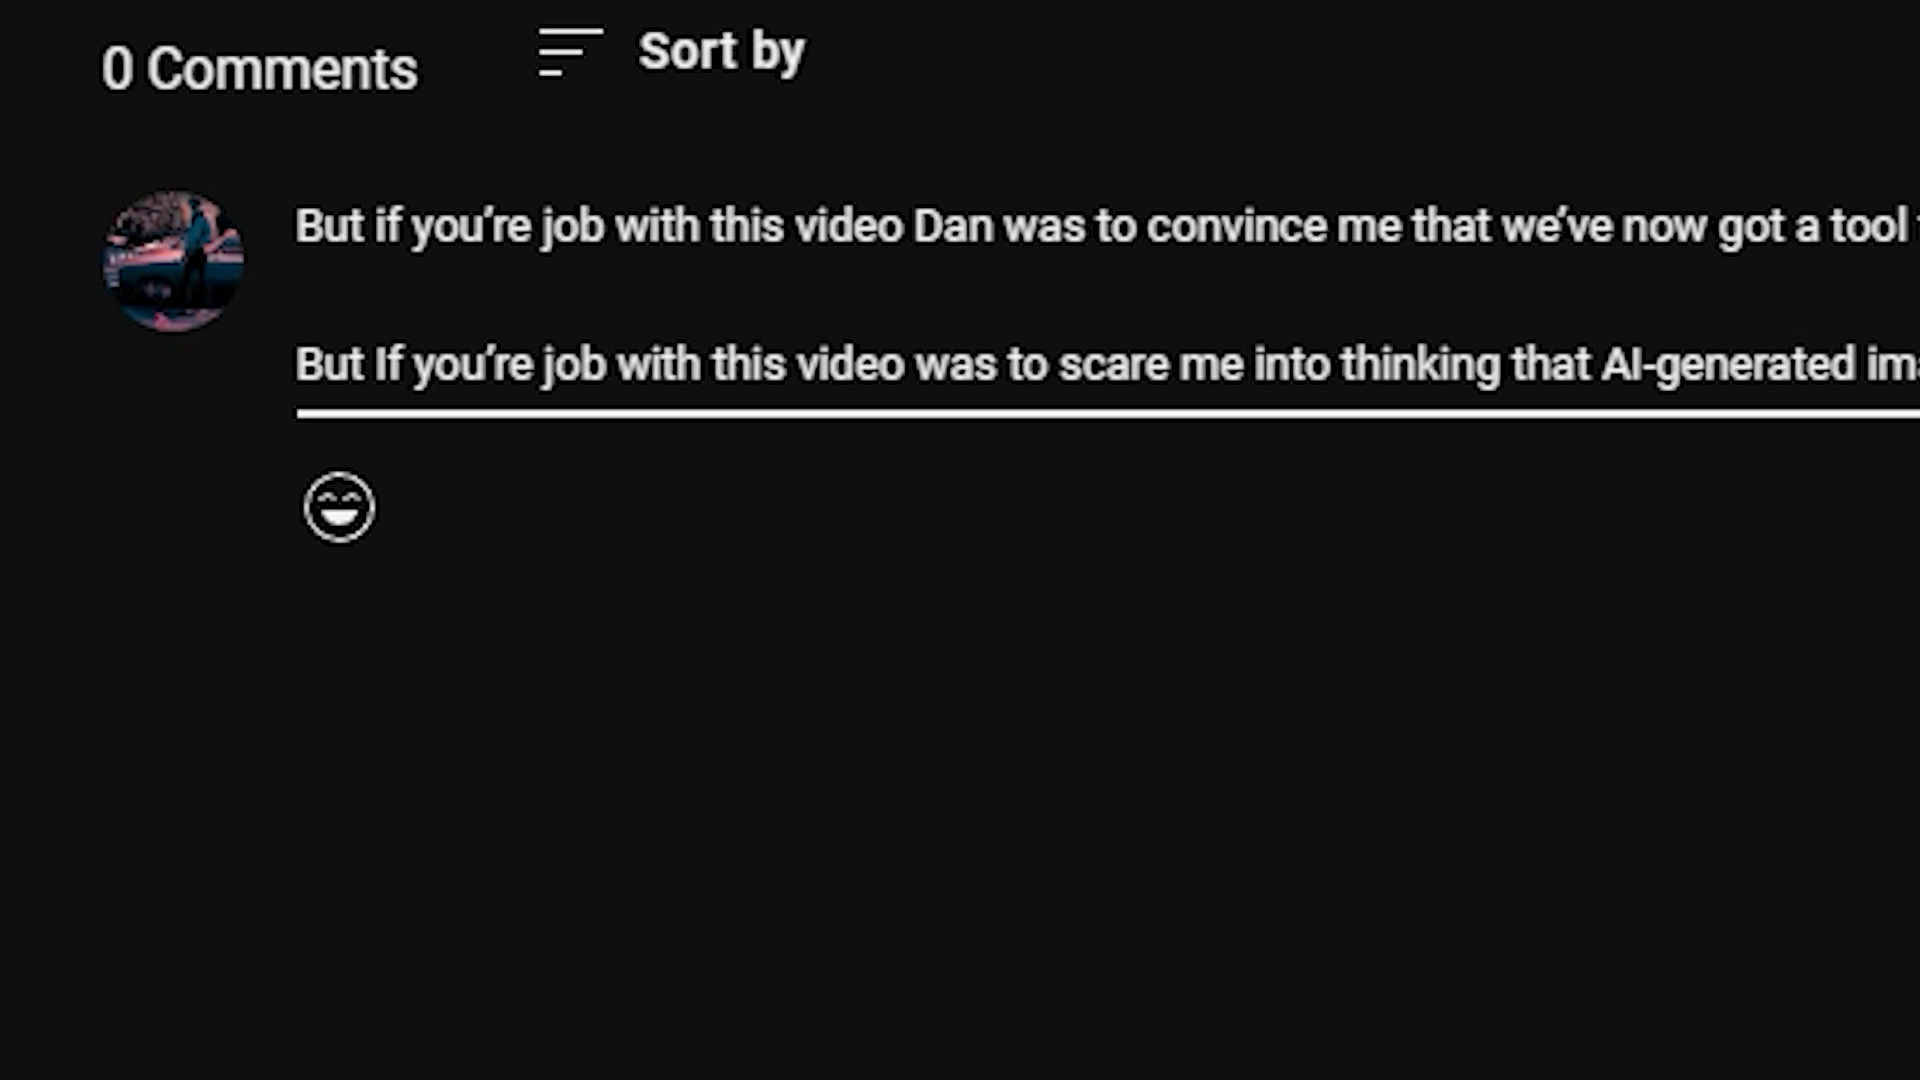 0 Comments
Sort by
But if you're job with this video Dan was to convince me that we've now got a tool
But If you're job with this video was to scare me into thinking that AI-generated